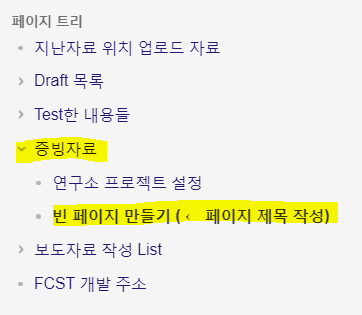 페이지 트리
지난자료 위치 업로드 자료
Draft 목록
Test한 내용들
증빙자료
연구소 프로젝트 설정
빈 페이지 만들기 ( ‹ 페이지 제목 작성)
보도자료 작성 List
FCST 개발 주소